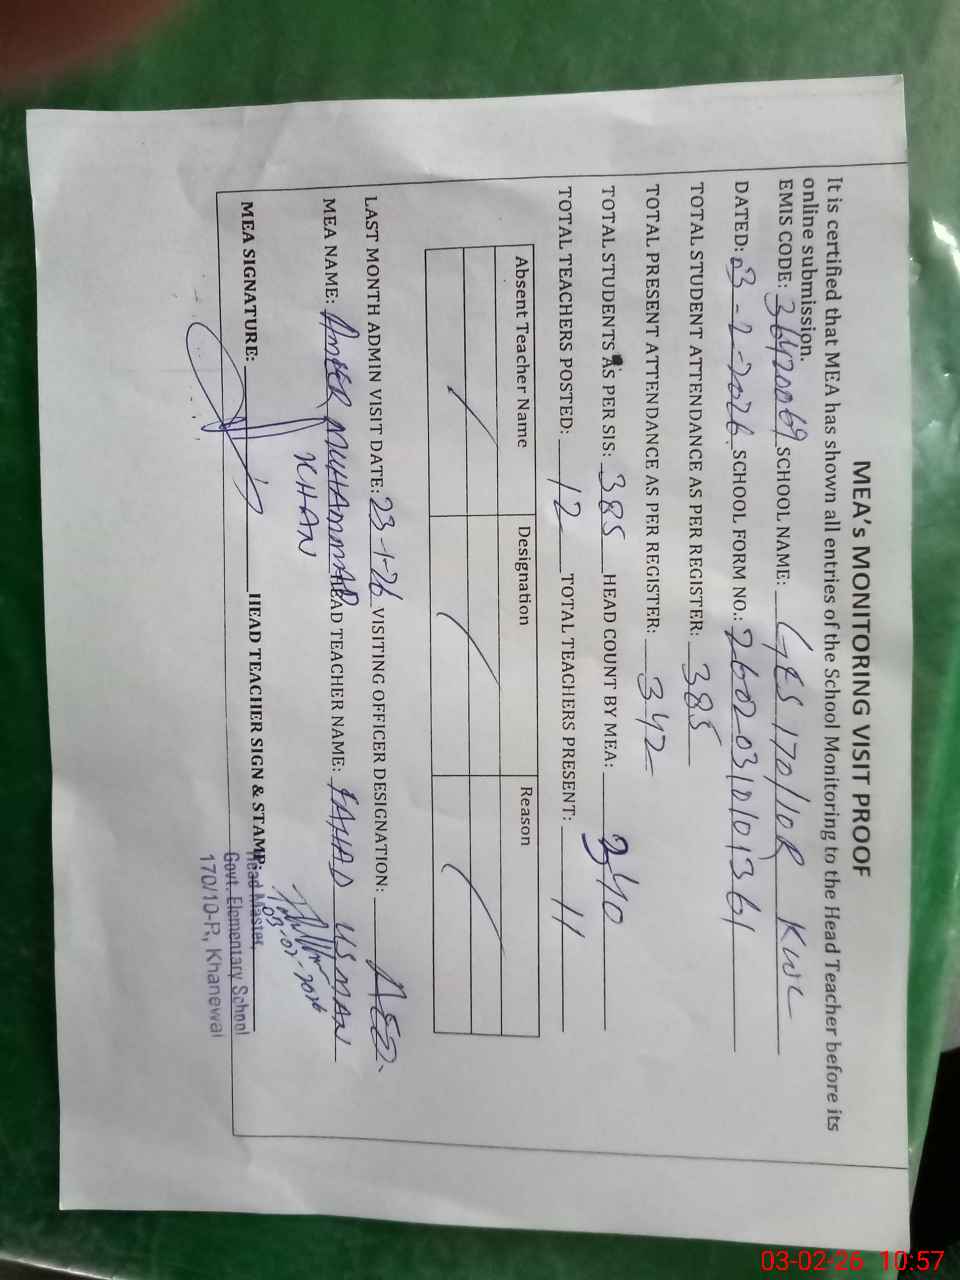 MEA's MONITORING VISIT PROOF
It is certified that MEA has shown all entries of the School Monitoring to the Head Teacher before its
online submission.
EMIS CODE: 36420069 SCHOOL NAME: GES 170/10R KWL
DATED: 03-2-2026 SCHOOL FORM NO.: 26020310101361
TOTAL STUDENT ATTENDANCE AS PER REGISTER: 385
TOTAL PRESENT ATTENDANCE AS PER REGISTER: 342
TOTAL STUDENTS AS PER SIS: 385 HEAD COUNT BY MEA: 340
TOTAL TEACHERS POSTED: 12 TOTAL TEACHERS PRESENT: 11
Absent Teacher Name Designation Reason
LAST MONTH ADMIN VISIT DATE: 23-1-26 VISITING OFFICER DESIGNATION: AEO.
MEA NAME: AMEER MUHAMMAD KHAN HEAD TEACHER NAME: FAHAD USMAN
MEA SIGNATURE: HEAD TEACHER SIGN & STAMP:
03-02-2026
Head Master,
Govt. Elementary School
170/10-R, Khanewal
03-02-26 10:57